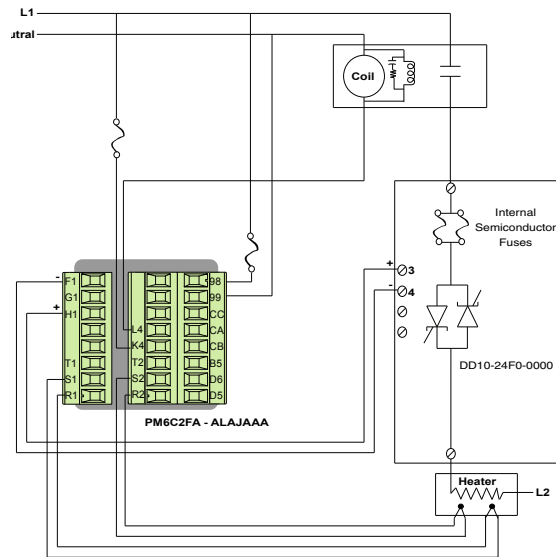 L1
utral
Coil
Internal
Semiconductor
Fuses
+ 3
- 4
DD10-24F0-0000
- F1
G1
+ H1
T1
S1
R1
L4
K4
T2
S2
R2
98
99
CC
CA
CB
B5
D6
D5
PM6C2FA - ALAJAAA
Heater
L2